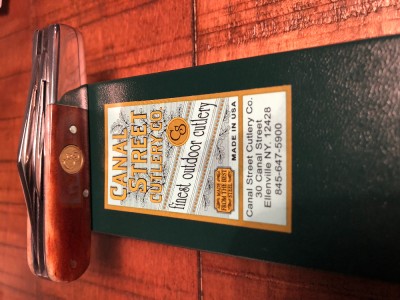 CANAL
STREET
CUTLERY CO.
CS
finest outdoor cutlery
MADE IN USA
Canal Street Cutlery Co.
30 Canal Street
Ellenville NY. 12428
845-647-5900